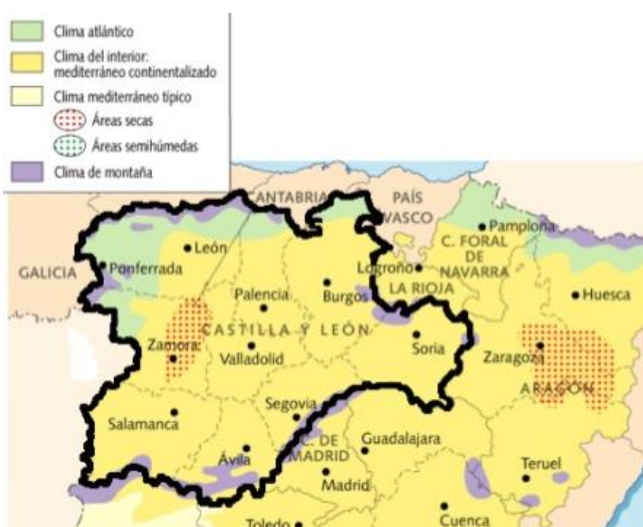 Clima atlántico
Clima del interior:
mediterráneo continentalizado
Clima mediterráneo típico
Áreas secas
Áreas semihúmedas
Clima de montaña
CANTABRIA
PAÍS
VASCO
Pamplona
GALICIA
León
Ponferrada
Logroño
C. FORAL
DE
NAVARRA
LA RIOJA
Huesca
Palencia
Burgos
CASTILLA Y LEÓN
Zamora
Valladolid
Soria
Zaragoza
ARAGÓN
Salamanca
Segovia
Ávila
C. DE
MADRID
Guadalajara
Madrid
Teruel
Toledo
Cuenca